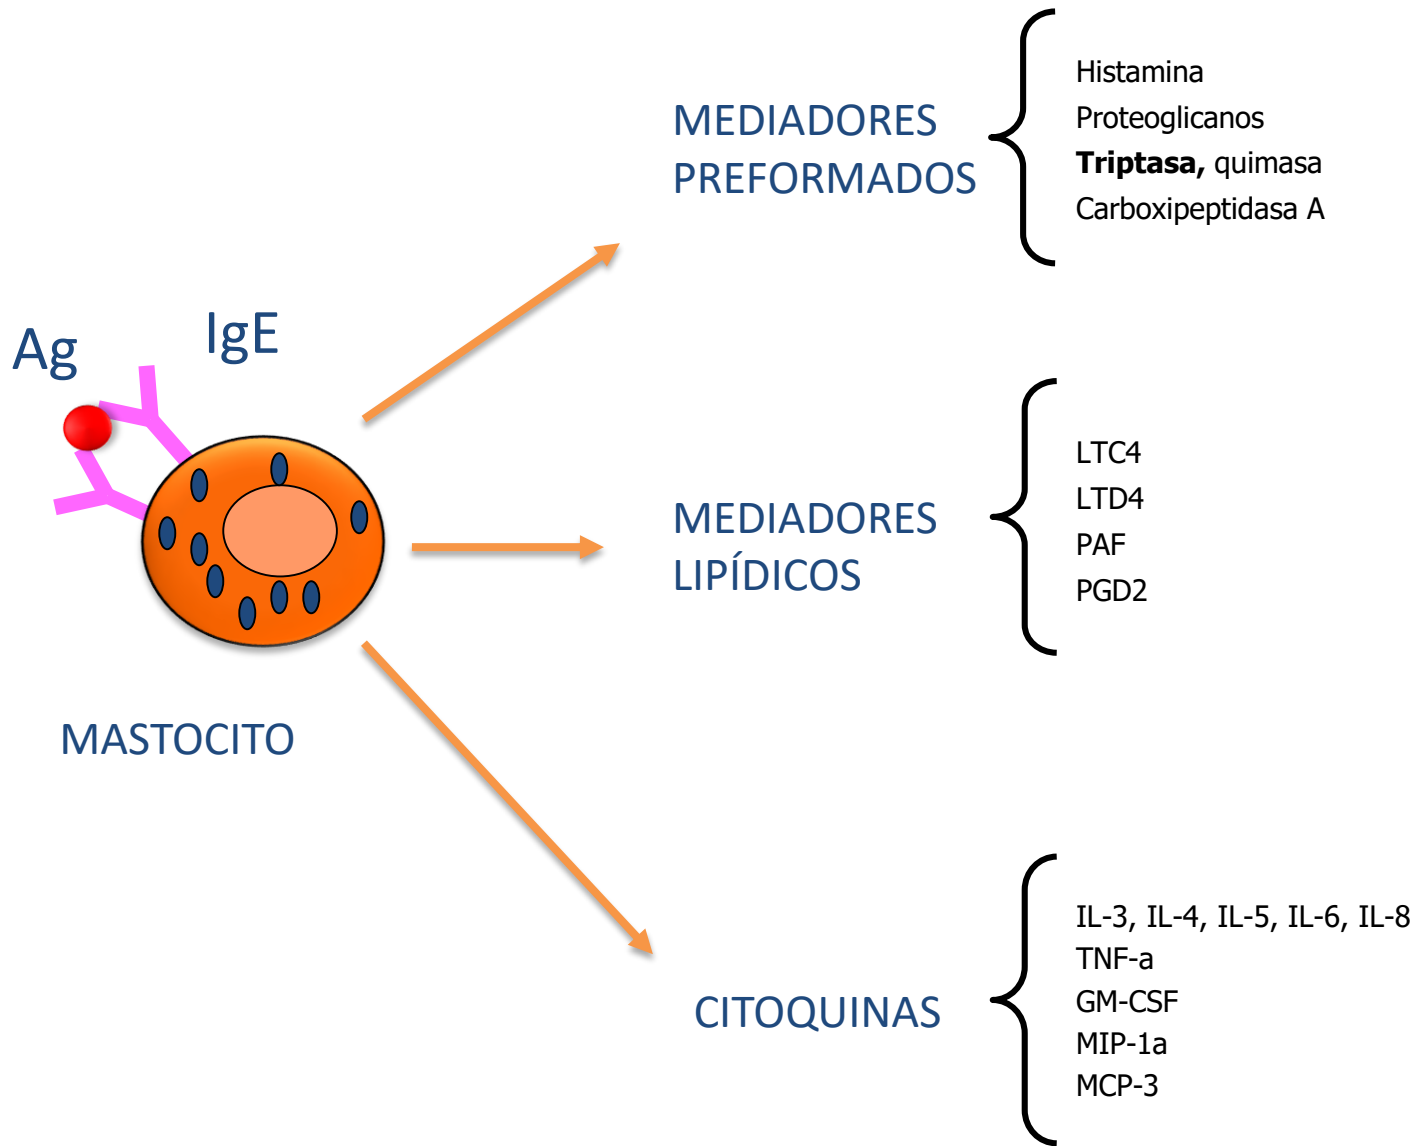 Ag
IgE
MASTOCITO
MEDIADORES
PREFORMADOS
Histamina
Proteoglicanos
Triptasa, quimasa
Carboxipeptidasa A
MEDIADORES
LIPÍDICOS
LTC4
LTD4
PAF
PGD2
CITOQUINAS
IL-3, IL-4, IL-5, IL-6, IL-8
TNF-a
GM-CSF
MIP-1a
MCP-3